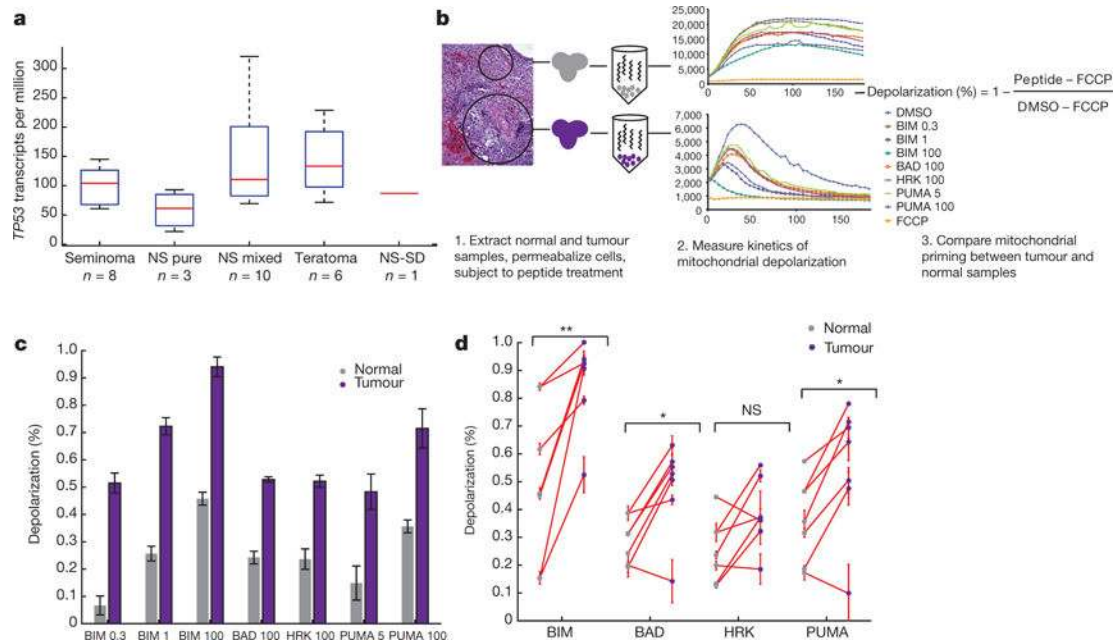 a
TP53 transcripts per million
300
250
200
150
100
50
0
Seminoma
n = 8
NS pure
n = 3
NS mixed
n = 10
Teratoma
n = 6
NS-SD
n = 1
b
25,000
20,000
15,000
10,000
5,000
0
0 50 100 150
7,000
6,000
5,000
4,000
3,000
2,000
1,000
0
0 50 100 150
Depolarization (%) = 1 –
Peptide – FCCP
DMSO – FCCP
DMSO
BIM 0.3
BIM 1
BIM 100
BAD 100
HRK 100
PUMA 5
PUMA 100
FCCP
1. Extract normal and tumour
samples, permeabalize cells,
subject to peptide treatment
2. Measure kinetics of
mitochondrial depolarization
3. Compare mitochondrial
priming between tumour and
normal samples
c
Depolarization (%)
1.0
0.9
0.8
0.7
0.6
0.5
0.4
0.3
0.2
0.1
0
Normal
Tumour
BIM 0.3 BIM 1 BIM 100 BAD 100 HRK 100 PUMA 5 PUMA 100
d
Depolarization (%)
1.0
0.9
0.8
0.7
0.6
0.5
0.4
0.3
0.2
0.1
0
Normal
Tumour
**
*
NS
*
BIM BAD HRK PUMA